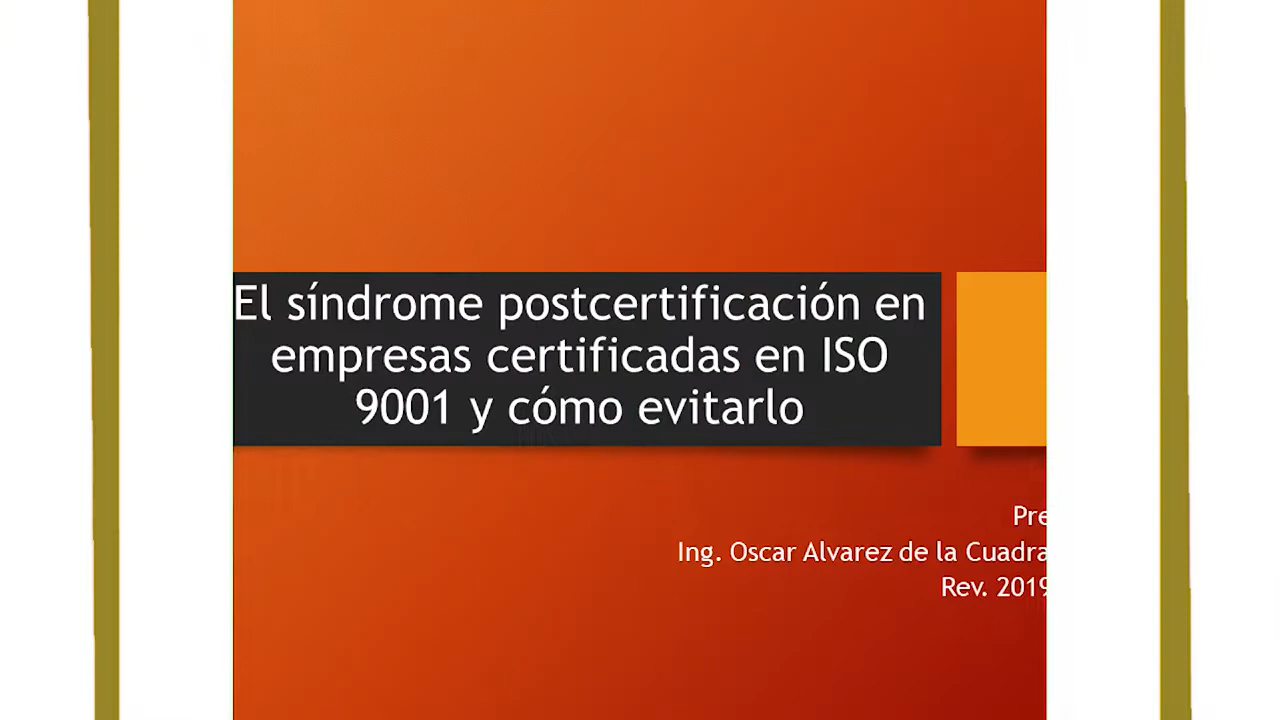 El síndrome postcertificación en
empresas certificadas en ISO
9001 y cómo evitarlo
Pre
Ing. Oscar Alvarez de la Cuadra
Rev. 2019